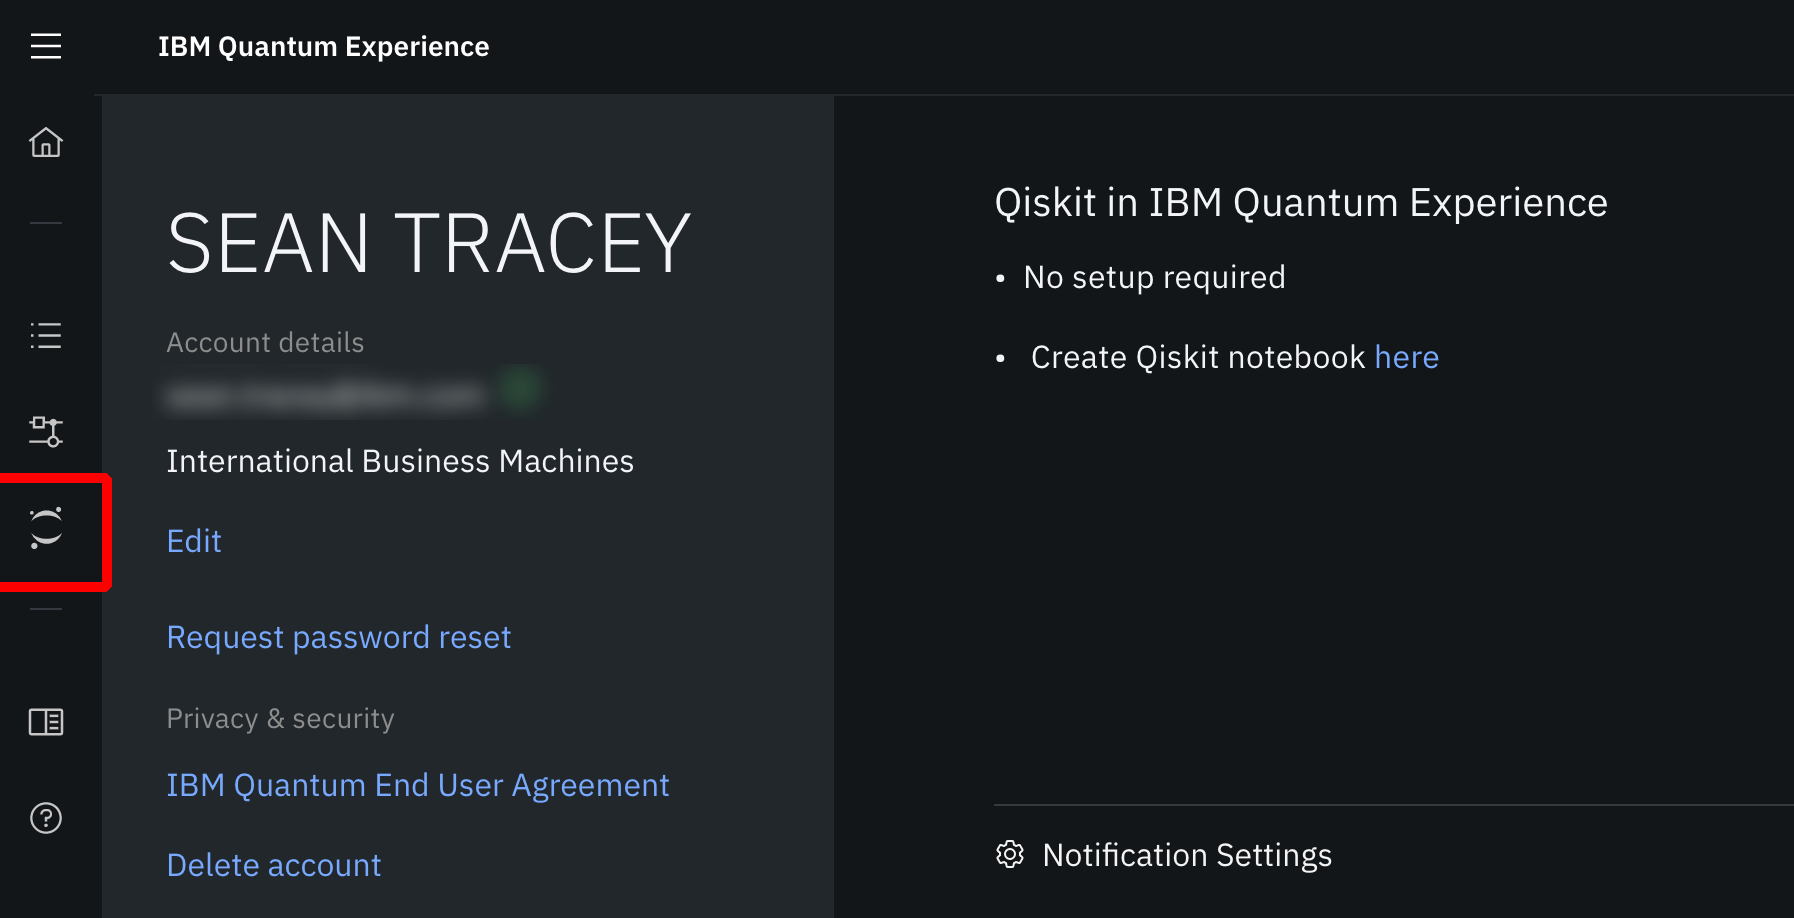 IBM Quantum Experience
SEAN TRACEY
Account details
International Business Machines
Edit
Request password reset
Privacy & security
IBM Quantum End User Agreement
Delete account
Qiskit in IBM Quantum Experience
• No setup required
• Create Qiskit notebook here
Notification Settings